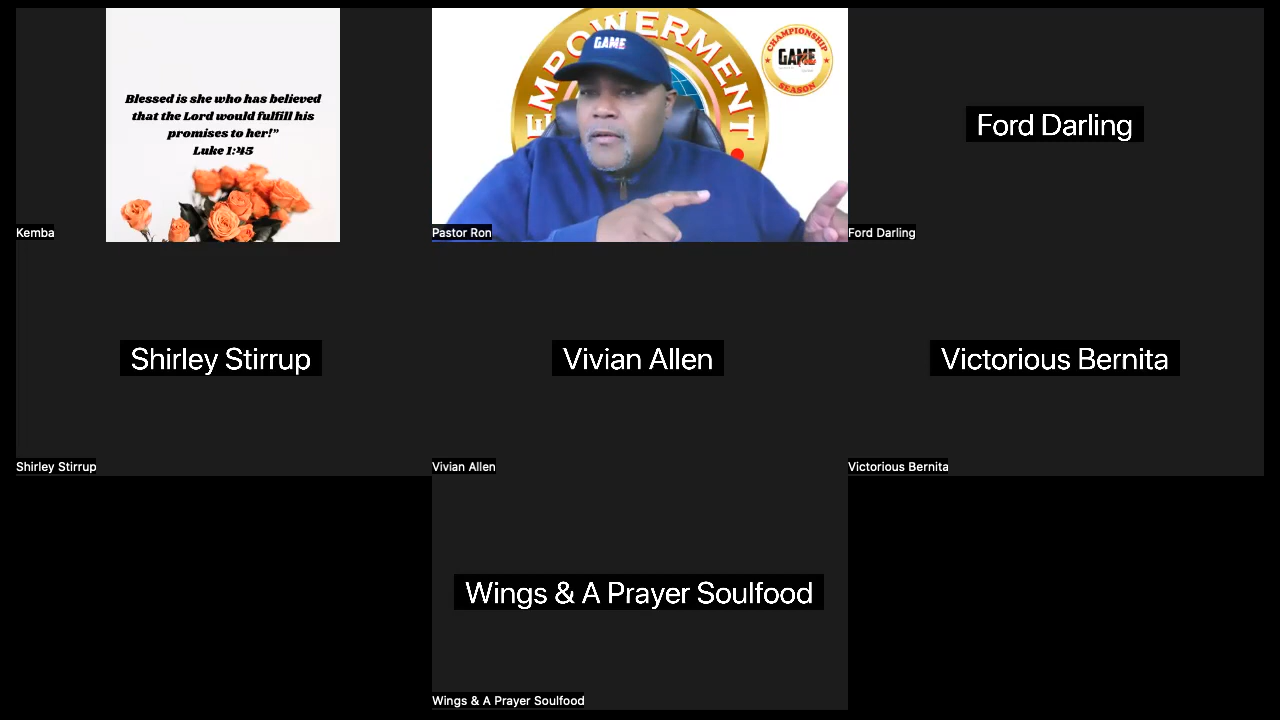 Blessed is she who has believed
that the Lord would fulfill his
promises to her!”
Luke 1:45
Kemba
EMPOWERMENT
GAME
CHAMPIONSHIP
GAME
SEASON
Pastor Ron
Ford Darling
Ford Darling
Shirley Stirrup
Shirley Stirrup
Vivian Allen
Vivian Allen
Victorious Bernita
Victorious Bernita
Wings & A Prayer Soulfood
Wings & A Prayer Soulfood